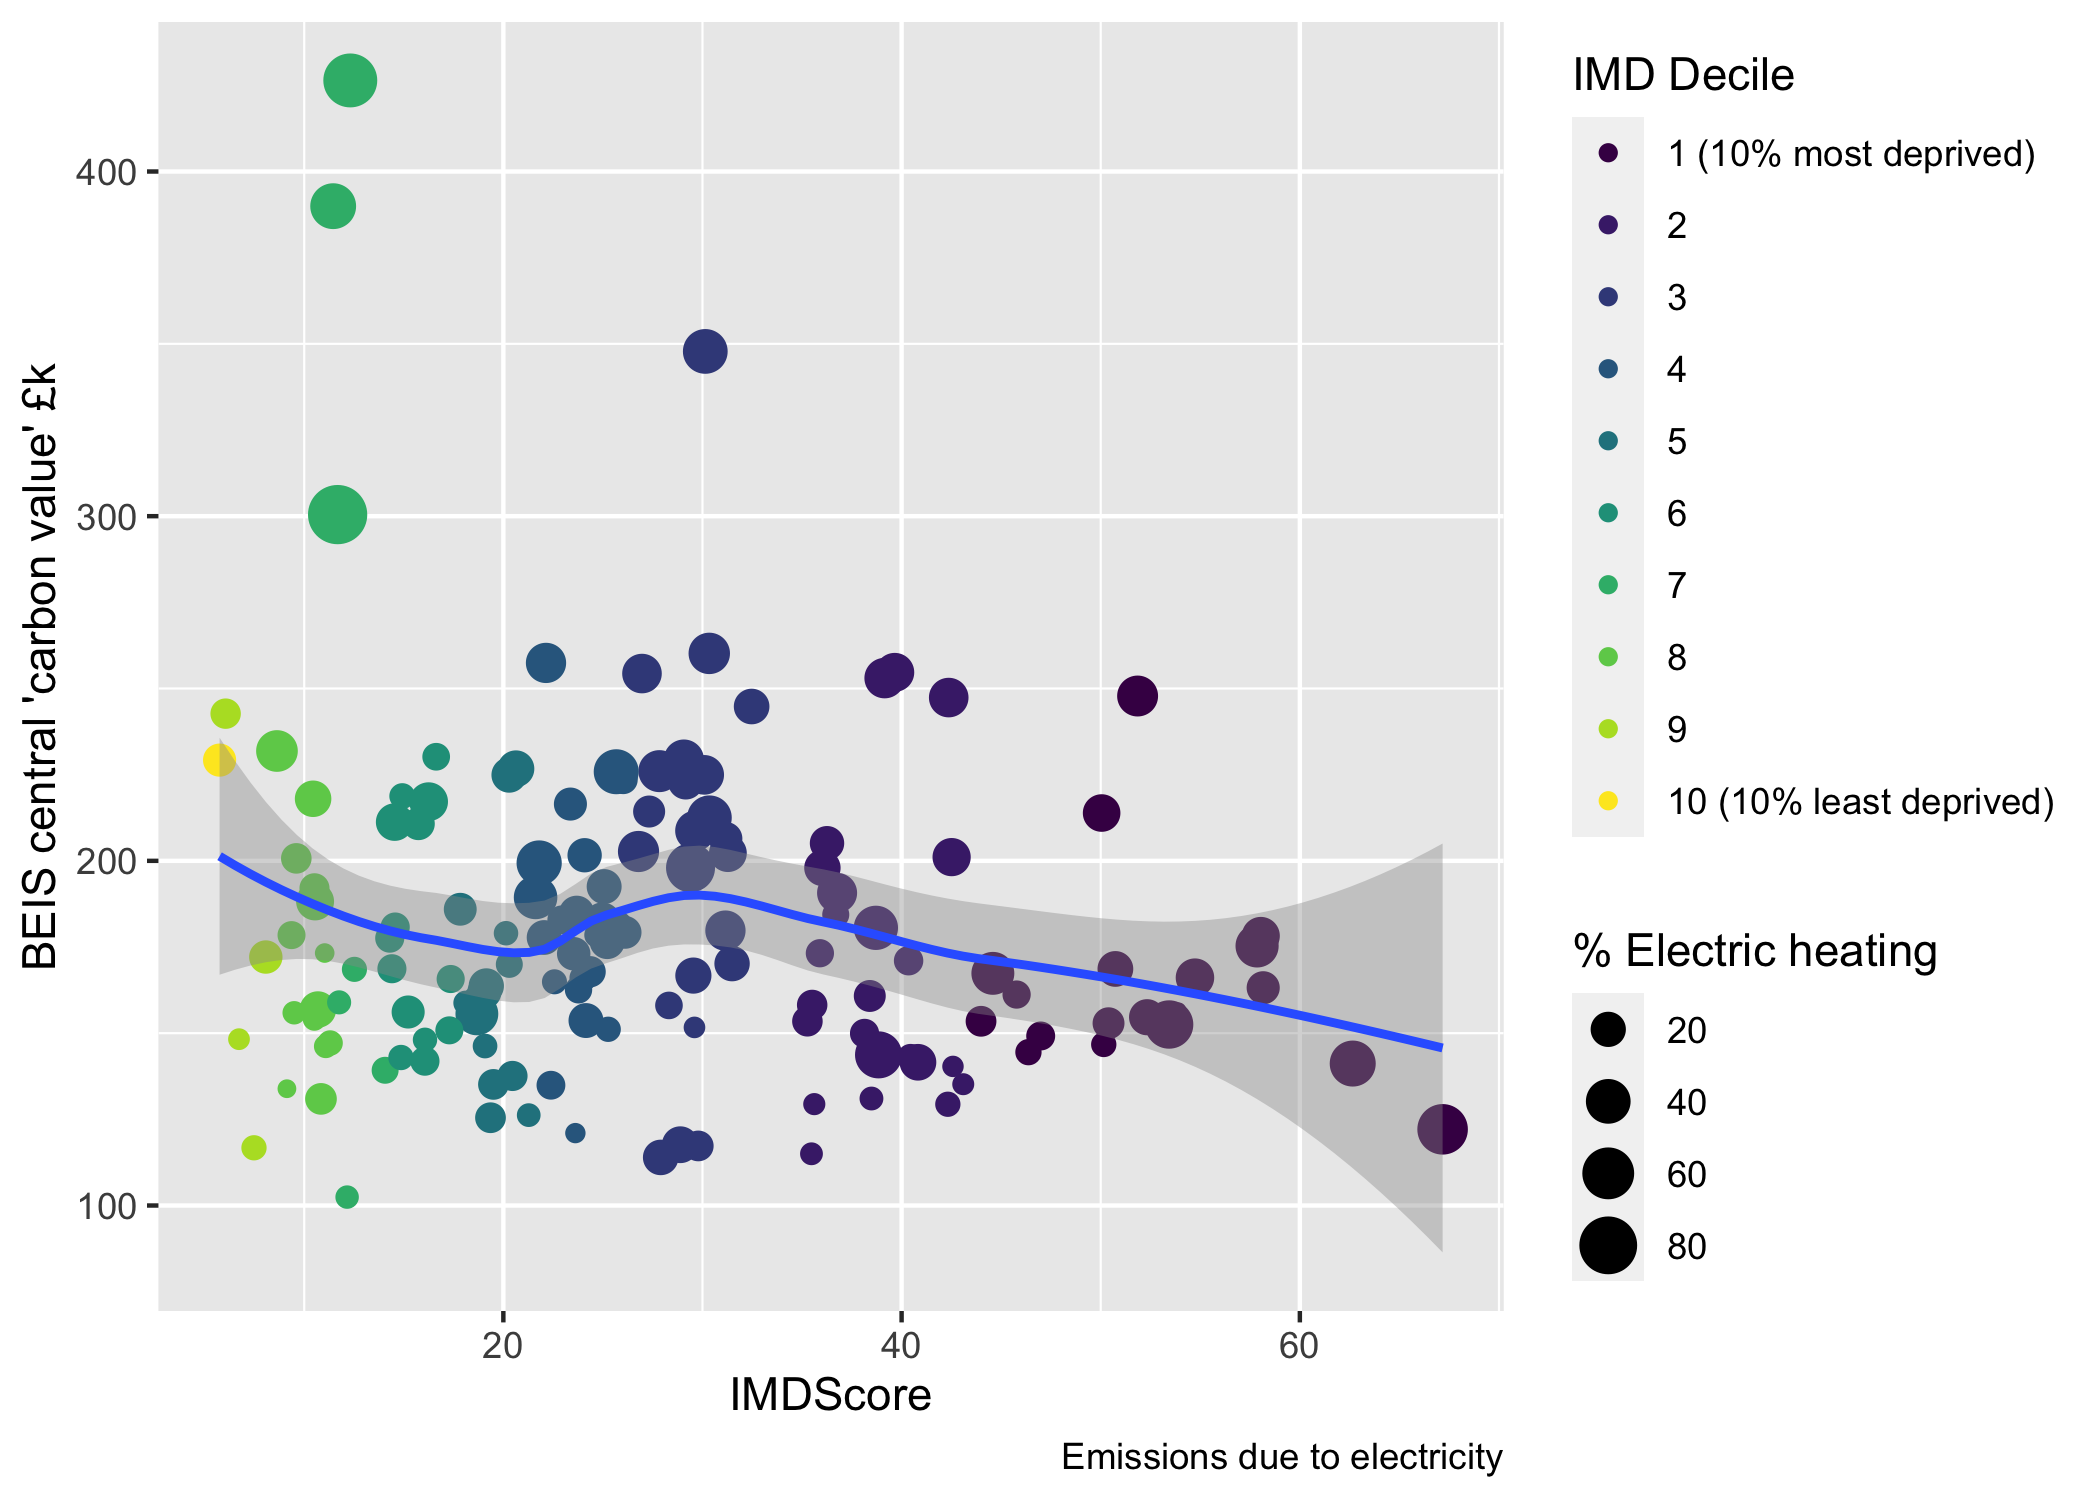 BEIS central 'carbon value' £k
400
300
200
100
20
40
60
IMDScore
Emissions due to electricity
IMD Decile
1 (10% most deprived)
2
3
4
5
6
7
8
9
10 (10% least deprived)
% Electric heating
20
40
60
80